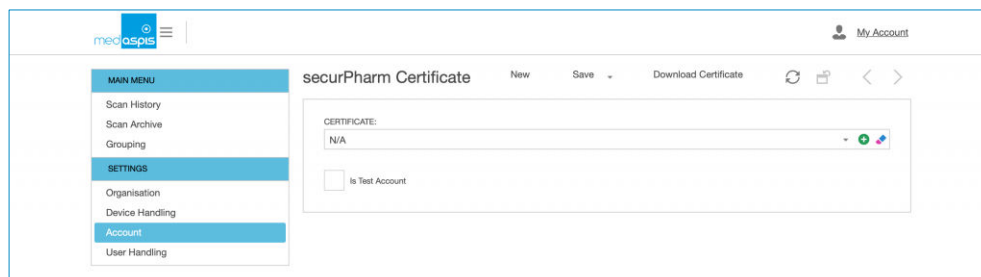 medaspis
My Account
MAIN MENU
Scan History
Scan Archive
Grouping
SETTINGS
Organisation
Device Handling
Account
User Handling
securPharm Certificate New Save Download Certificate
CERTIFICATE:
N/A
Is Test Account